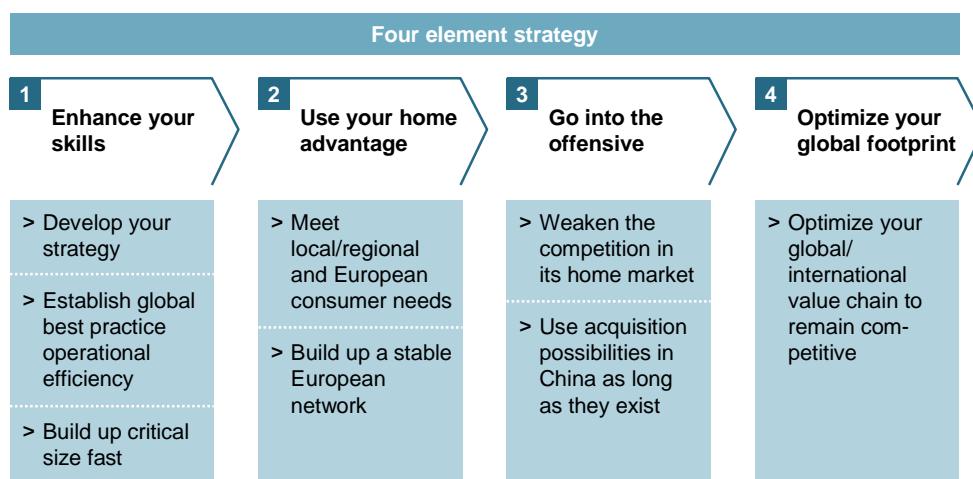 Four element strategy
1
Enhance your
skills
> Develop your
strategy
> Establish global
best practice
operational
efficiency
> Build up critical
size fast
2
Use your home
advantage
> Meet
local/regional
and European
consumer needs
> Build up a stable
European
network
3
Go into the
offensive
> Weaken the
competition in
its home market
> Use acquisition
possibilities in
China as long
as they exist
4
Optimize your
global footprint
> Optimize your
global/
international
value chain to
remain com-
petitive